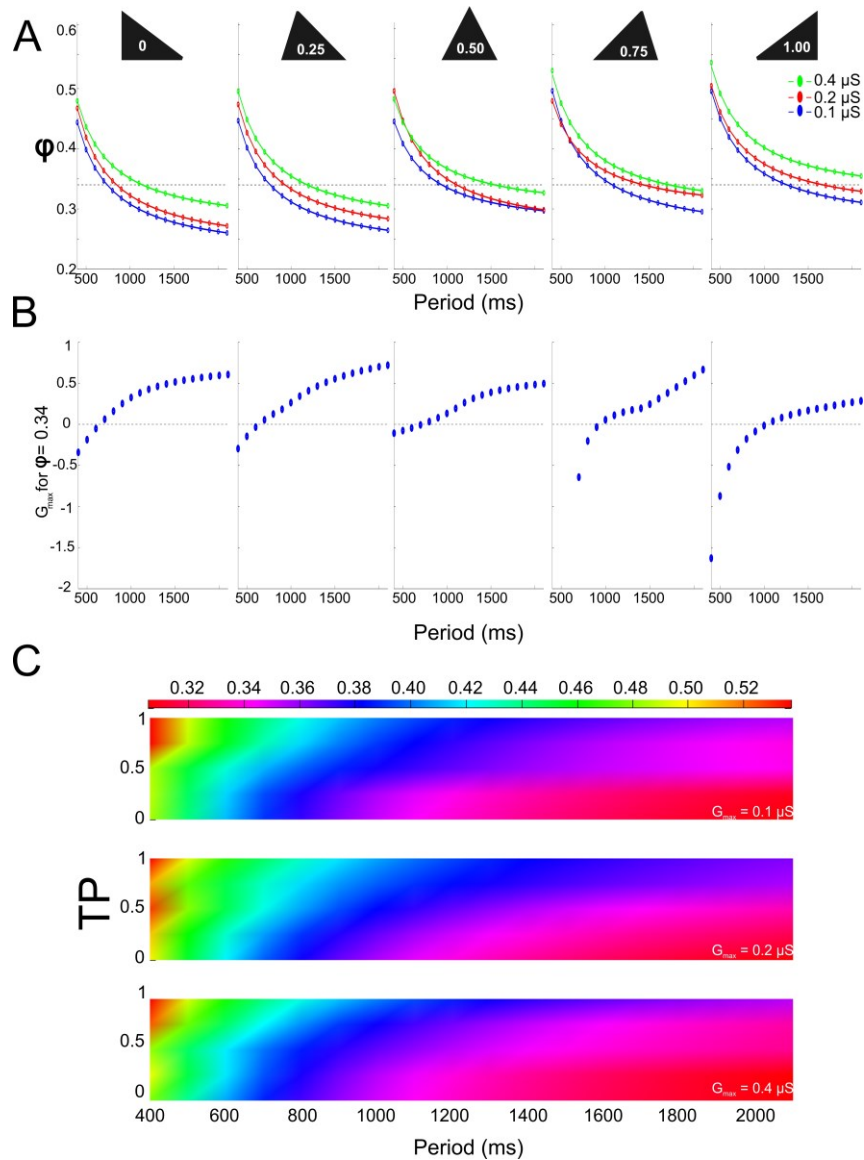 A
0 0.25 0.50 0.75 1.00
0.6
0.5
0.4
0.3
0.2
φ
0.4 μS
0.2 μS
0.1 μS
500 1000 1500 500 1000 1500 500 1000 1500 500 1000 1500 500 1000 1500
Period (ms)
B
1
0.5
0
-0.5
-1
-1.5
-2
Gmax for φ= 0.34
500 1000 1500 500 1000 1500 500 1000 1500 500 1000 1500 500 1000 1500
Period (ms)
C
0.32 0.34 0.36 0.38 0.40 0.42 0.44 0.46 0.48 0.50 0.52
1
0.5
0
Gmax = 0.1 μS
TP
1
0.5
0
Gmax = 0.2 μS
1
0.5
0
Gmax = 0.4 μS
400 600 800 1000 1200 1400 1600 1800 2000
Period (ms)